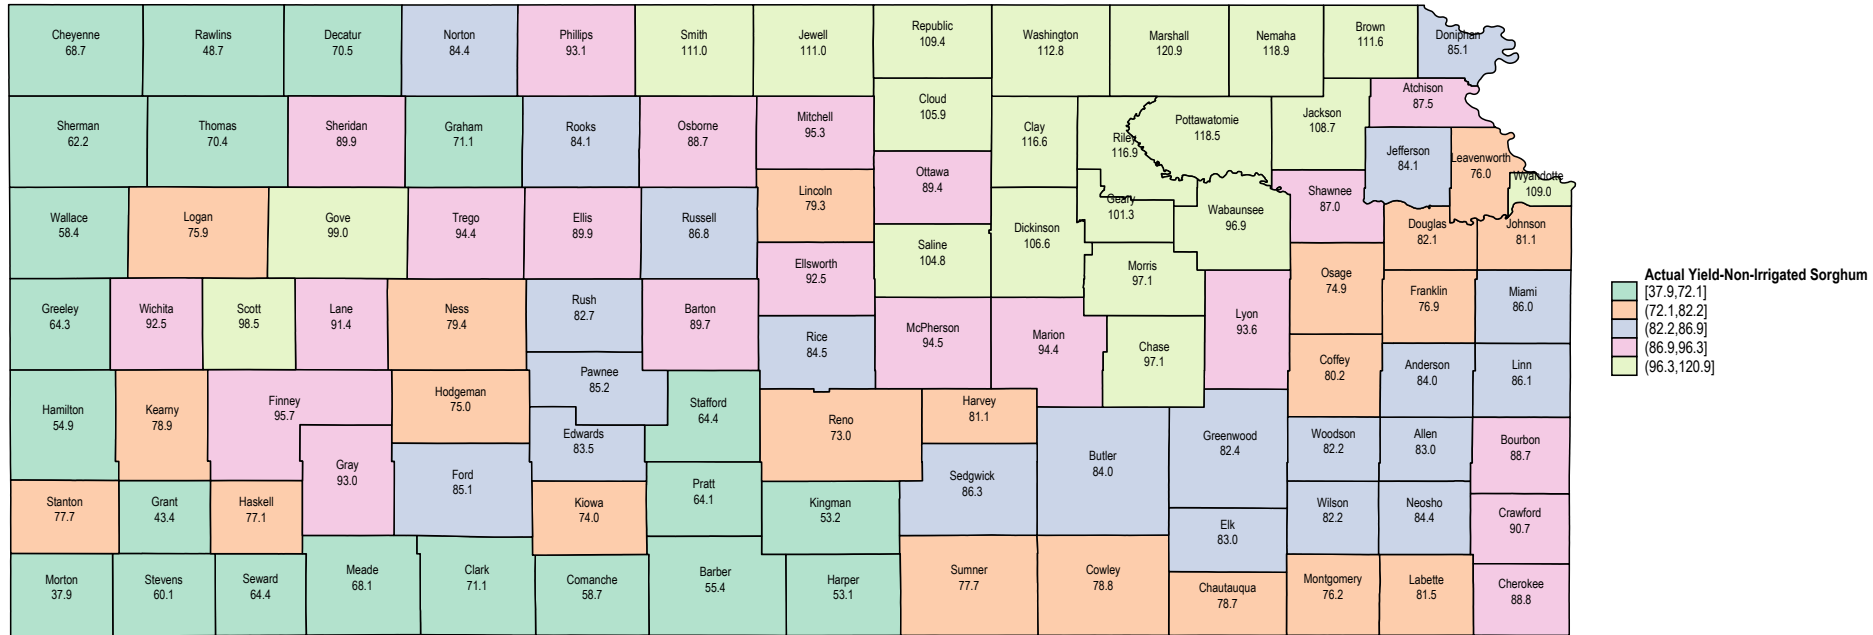 Cheyenne
68.7
Rawlins
48.7
Decatur
70.5
Norton
84.4
Phillips
93.1
Smith
111.0
Jewell
111.0
Republic
109.4
Washington
112.8
Marshall
120.9
Nemaha
118.9
Brown
111.6
Doniphan
85.1
Atchison
87.5
Sherman
62.2
Thomas
70.4
Sheridan
89.9
Graham
71.1
Rooks
84.1
Osborne
88.7
Mitchell
95.3
Cloud
105.9
Clay
116.6
Riley
116.9
Pottawatomie
118.5
Jackson
108.7
Jefferson
84.1
Leavenworth
76.0
Wyandotte
109.0
Wallace
58.4
Logan
75.9
Gove
99.0
Trego
94.4
Ellis
89.9
Russell
86.8
Lincoln
79.3
Ottawa
89.4
Saline
104.8
Dickinson
106.6
Geary
101.3
Wabaunsee
96.9
Shawnee
87.0
Douglas
82.1
Johnson
81.1
Ellsworth
92.5
Morris
97.1
Osage
74.9
Franklin
76.9
Miami
86.0
Greeley
64.3
Wichita
92.5
Scott
98.5
Lane
91.4
Ness
79.4
Rush
82.7
Barton
89.7
Rice
84.5
McPherson
94.5
Marion
94.4
Chase
97.1
Lyon
93.6
Coffey
80.2
Anderson
84.0
Linn
86.1
Actual Yield-Non-Irrigated Sorghum
[37.9,72.1]
(72.1,82.2]
(82.2,86.9]
(86.9,96.3]
(96.3,120.9]
Hamilton
54.9
Kearny
78.9
Finney
95.7
Hodgeman
75.0
Pawnee
85.2
Stafford
64.4
Edwards
83.5
Reno
73.0
Harvey
81.1
Butler
84.0
Greenwood
82.4
Woodson
82.2
Allen
83.0
Bourbon
88.7
Gray
93.0
Ford
85.1
Sedgwick
86.3
Stanton
77.7
Grant
43.4
Haskell
77.1
Kiowa
74.0
Pratt
64.1
Kingman
53.2
Elk
83.0
Wilson
82.2
Neosho
84.4
Crawford
90.7
Morton
37.9
Stevens
60.1
Seward
64.4
Meade
68.1
Clark
71.1
Comanche
58.7
Barber
55.4
Harper
53.1
Sumner
77.7
Cowley
78.8
Chautauqua
78.7
Montgomery
76.2
Labette
81.5
Cherokee
88.8